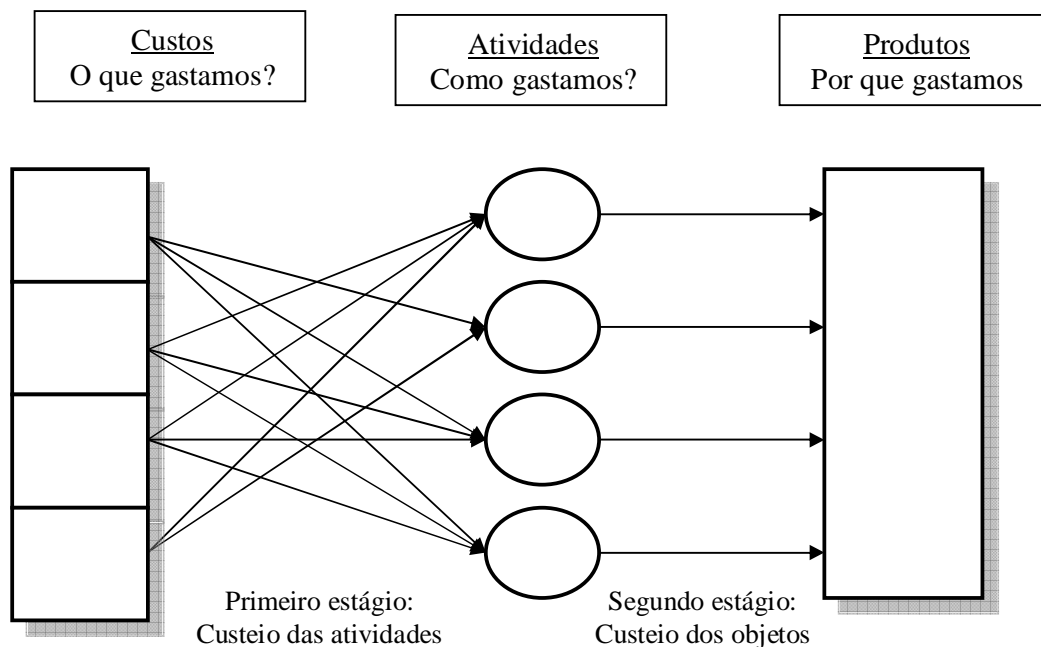 Custos
O que gastamos?
Atividades
Como gastamos?
Produtos
Por que gastamos
Primeiro estágio:
Custeio das atividades
Segundo estágio:
Custeio dos objetos